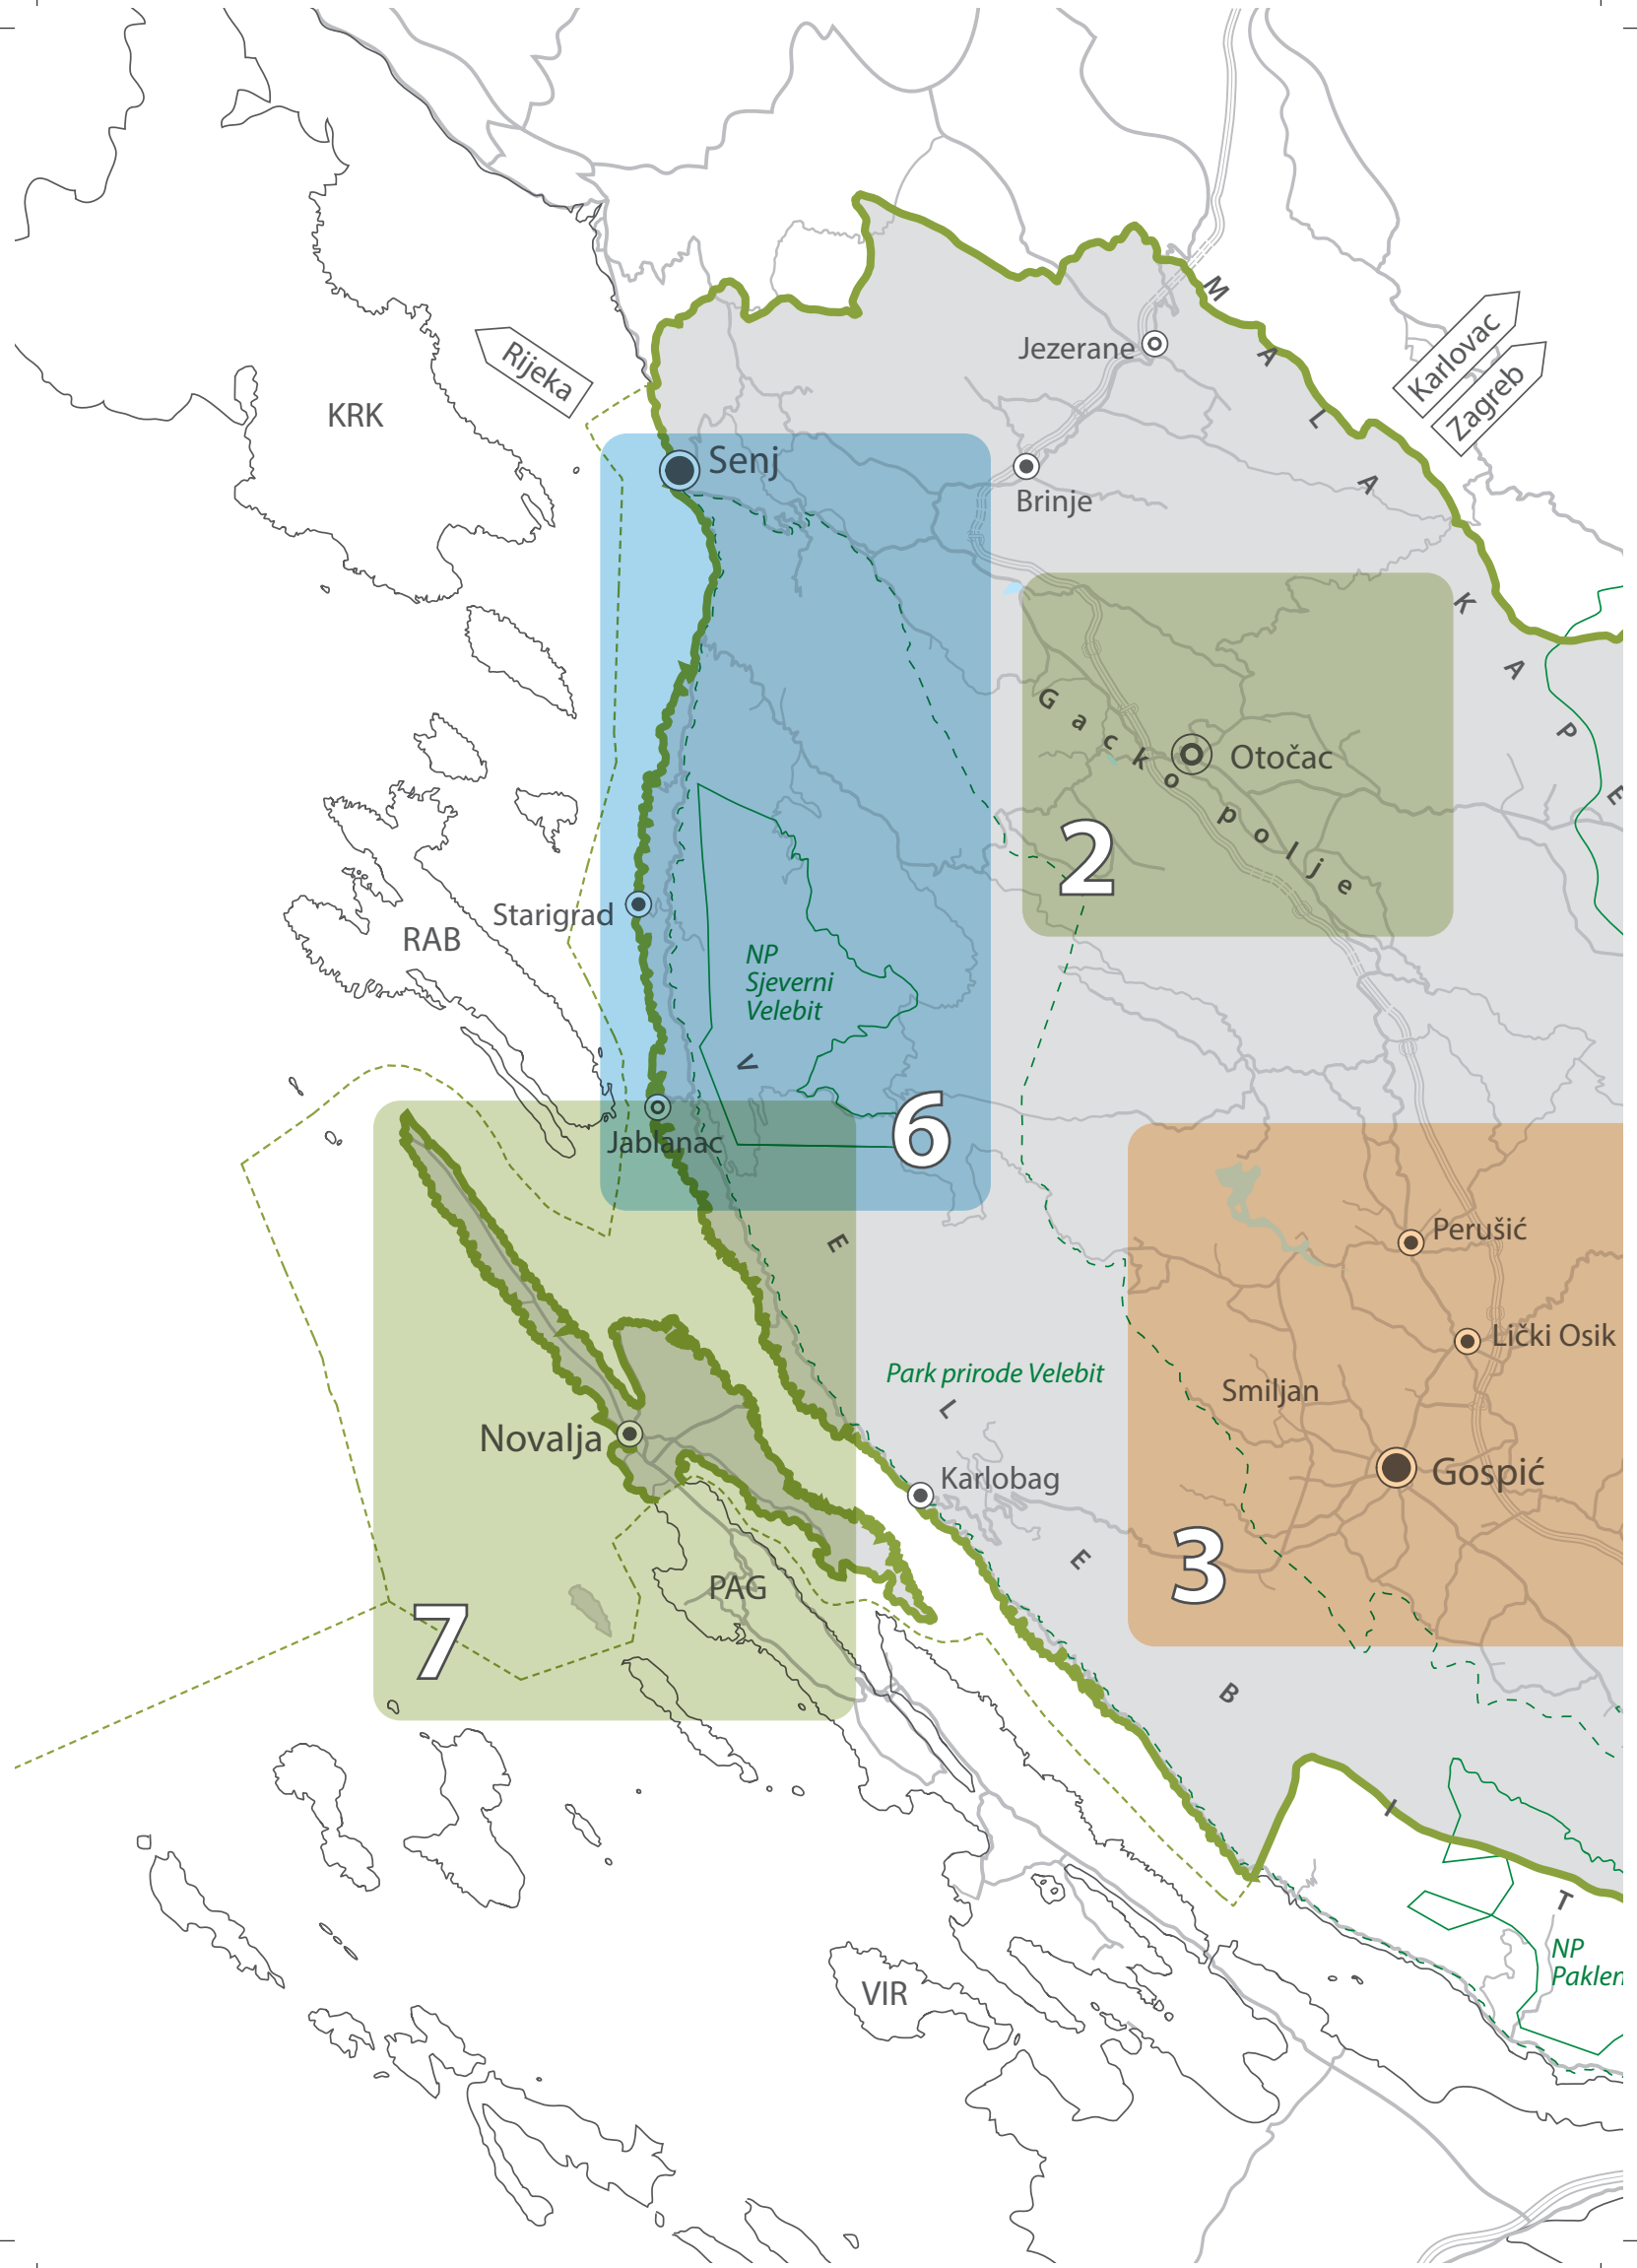 MALA KAPE
Jezerane
Karlovac
Zagreb
Rijeka
KRK
Senj
Brinje
Gacko polje
Otočac
2
Starigrad
RAB
NP
Sjeverni
Velebit
6
Jablanac
VELEBIT
Perušić
Lički Osik
Park prirode Velebit
Smiljan
Novalja
Gospić
Karlobag
3
PAG
7
NP
Paklen
VIR